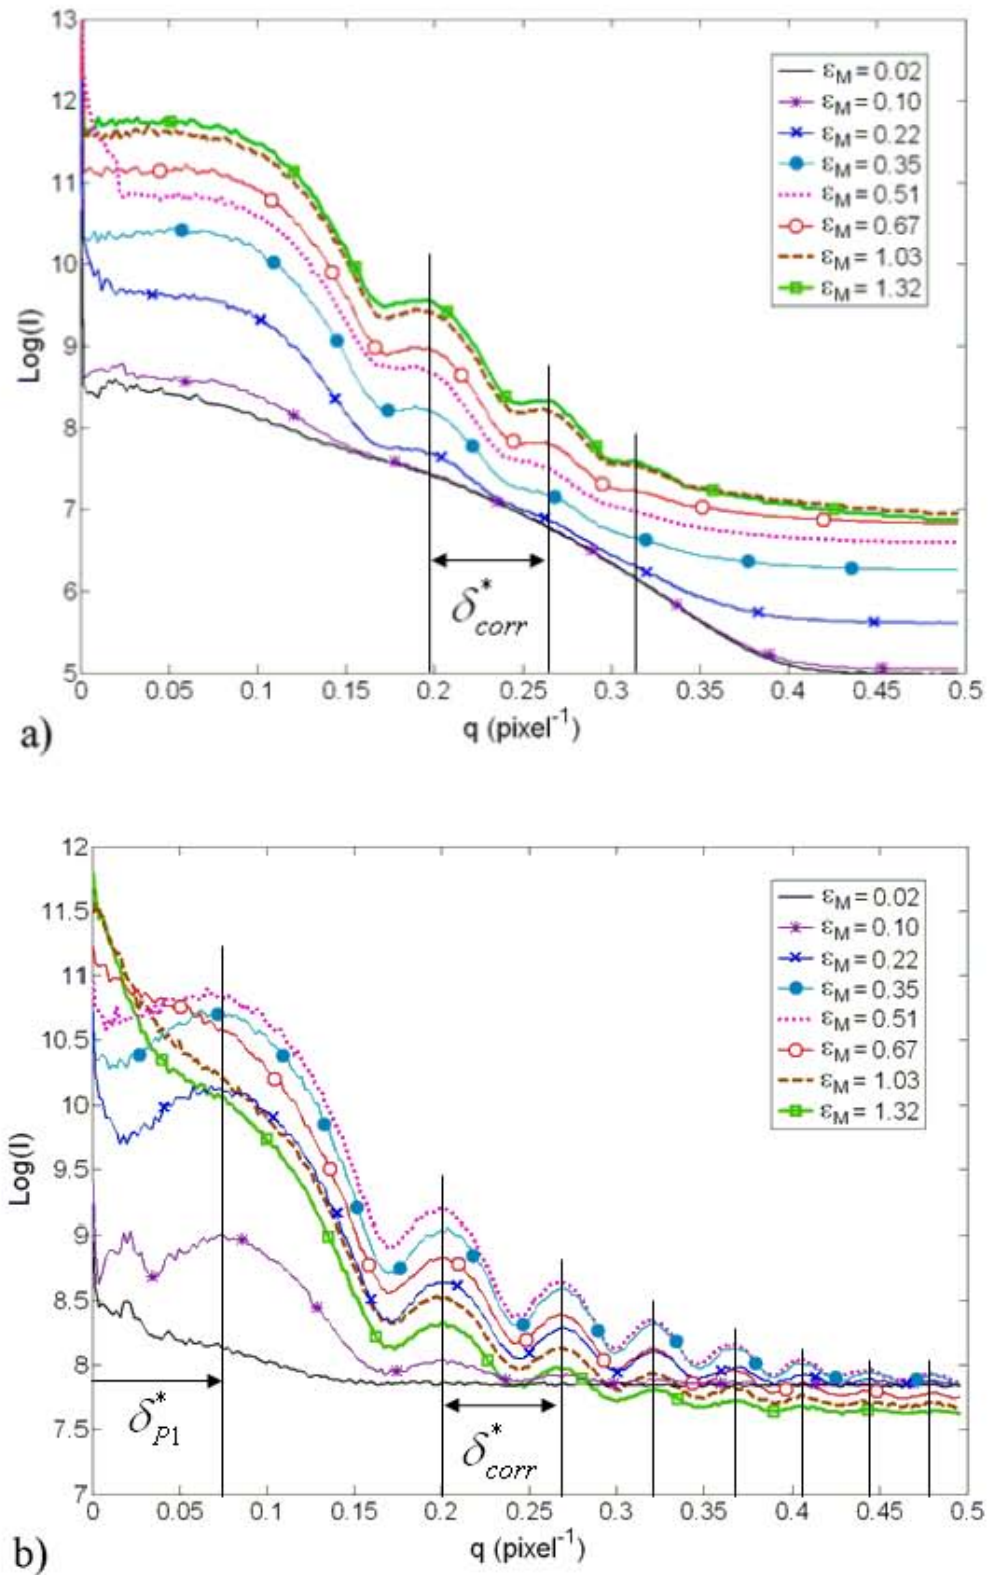 13
12
11
10
9
8
7
6
5
Log(I)
εM = 0.02
εM = 0.10
εM = 0.22
εM = 0.35
εM = 0.51
εM = 0.67
εM = 1.03
εM = 1.32
δ*corr
0 0.05 0.1 0.15 0.2 0.25 0.3 0.35 0.4 0.45 0.5
q (pixel-1)
a)
12
11.5
11
10.5
10
9.5
9
8.5
8
7.5
7
Log(I)
εM = 0.02
εM = 0.10
εM = 0.22
εM = 0.35
εM = 0.51
εM = 0.67
εM = 1.03
εM = 1.32
δ*P1
δ*corr
0 0.05 0.1 0.15 0.2 0.25 0.3 0.35 0.4 0.45 0.5
q (pixel-1)
b)